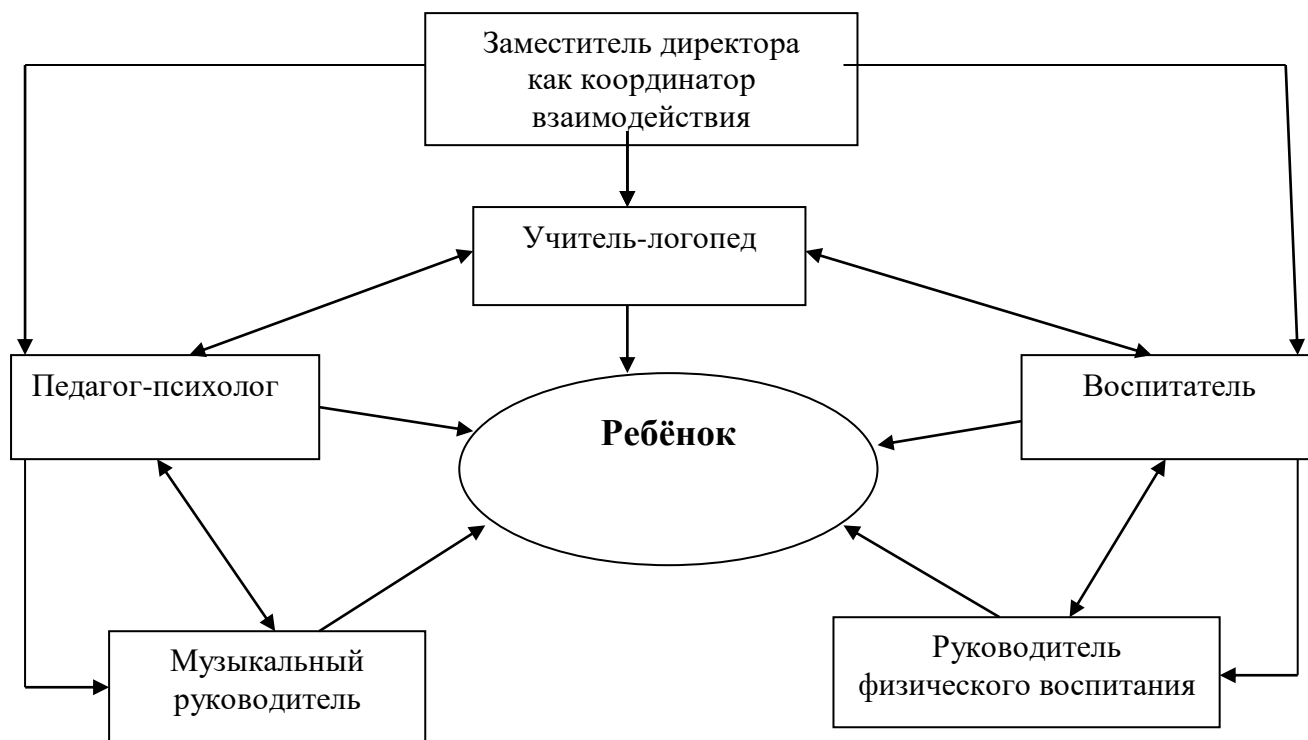 Заместитель директора
как координатор
взаимодействия
Учитель-логопед
Педагог-психолог
Воспитатель
Ребёнок
Музыкальный
руководитель
Руководитель
физического воспитания